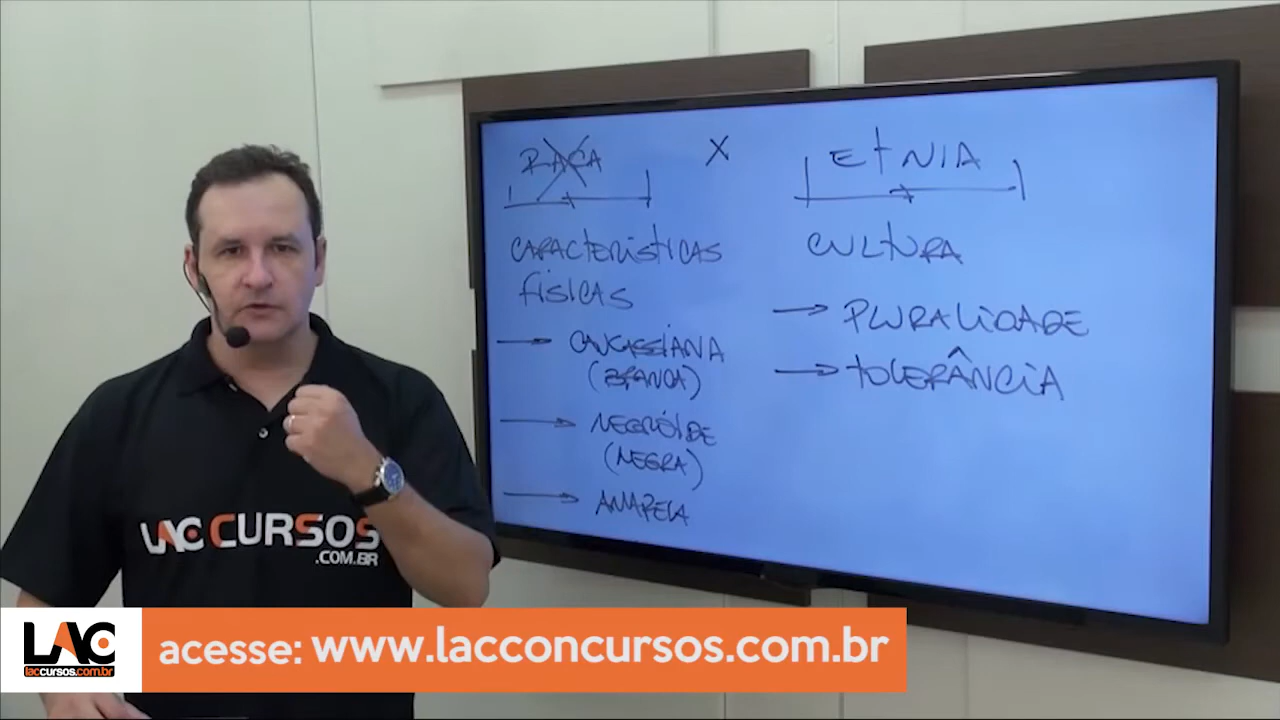 RAÇA X ETNIA
CARACTERÍSTICAS
FÍSICAS
CULTURA
→ PLURALIDADE
→ TOLERÂNCIA
→ CAUCASSIANA
(BRANCA)
→ NEGRÓIDE
(NEGRA)
→ AMARELA
LAC CURSOS
.COM.BR
LAC
laccursos.com.br
acesse: www.lacconcursos.com.br